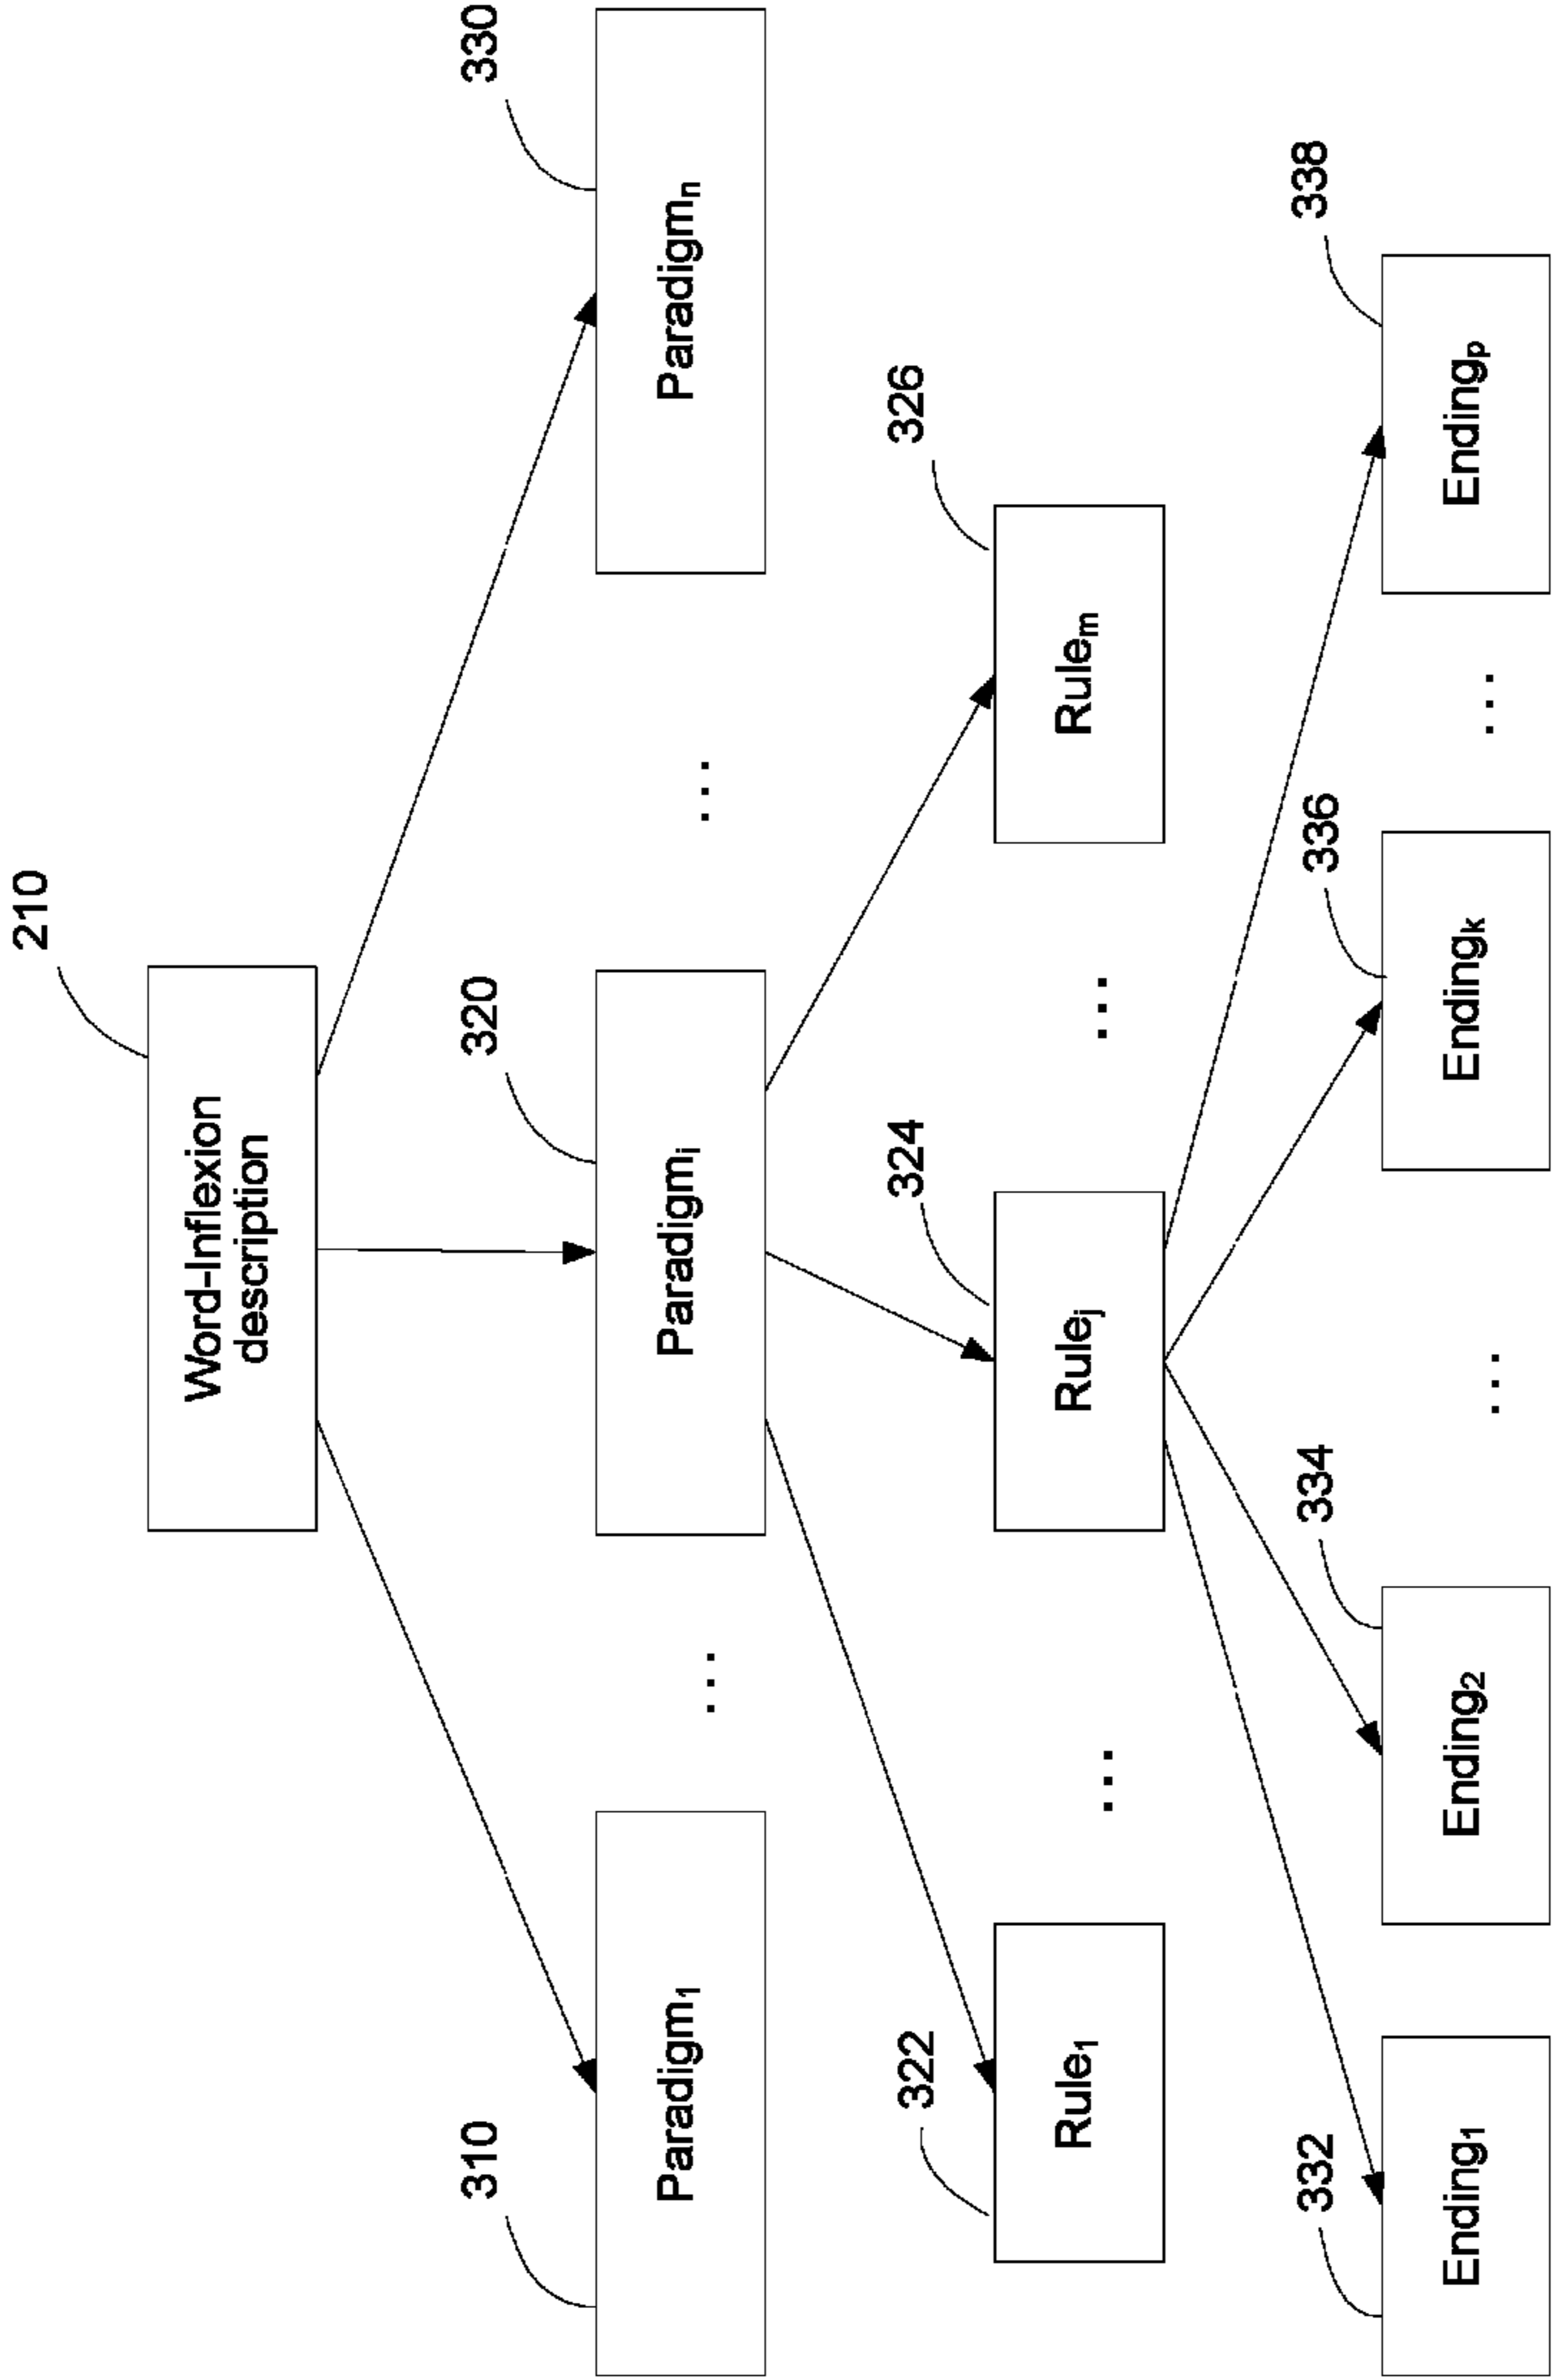 210
Word-Inflexion
description
310
320
330
Paradigm₁
...
Paradigmᵢ
...
Paradigmₙ
322
324
326
Rule₁
...
Ruleⱼ
...
Ruleₘ
332
334
336
338
Ending₁
Ending₂
...
Endingₖ
...
Endingₚ